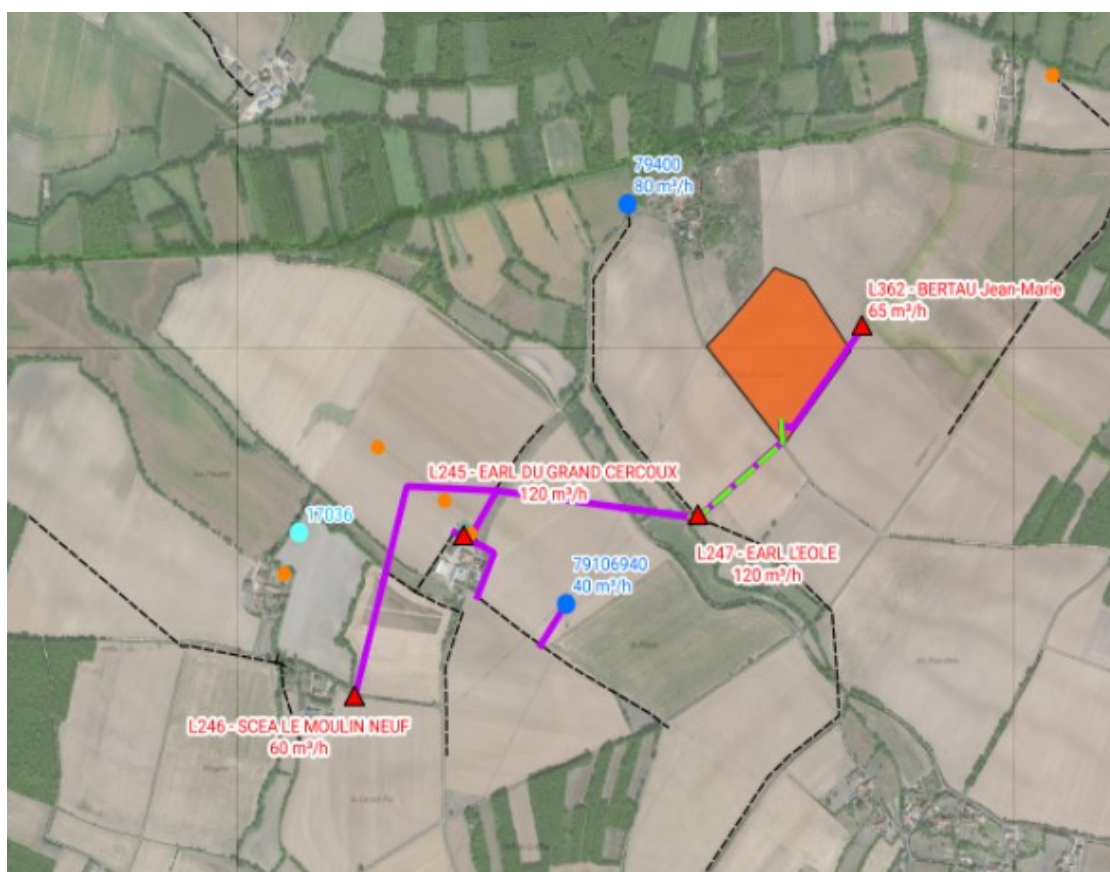 79400
80 m³/h
L362 - BERTAU Jean-Marie
65 m³/h
L245 - EARL DU GRAND CERCOUX
120 m³/h
17036
L247 - EARL L'EOLE
120 m³/h
79106940
40 m³/h
L246 - SCEA LE MOULIN NEUF
60 m³/h